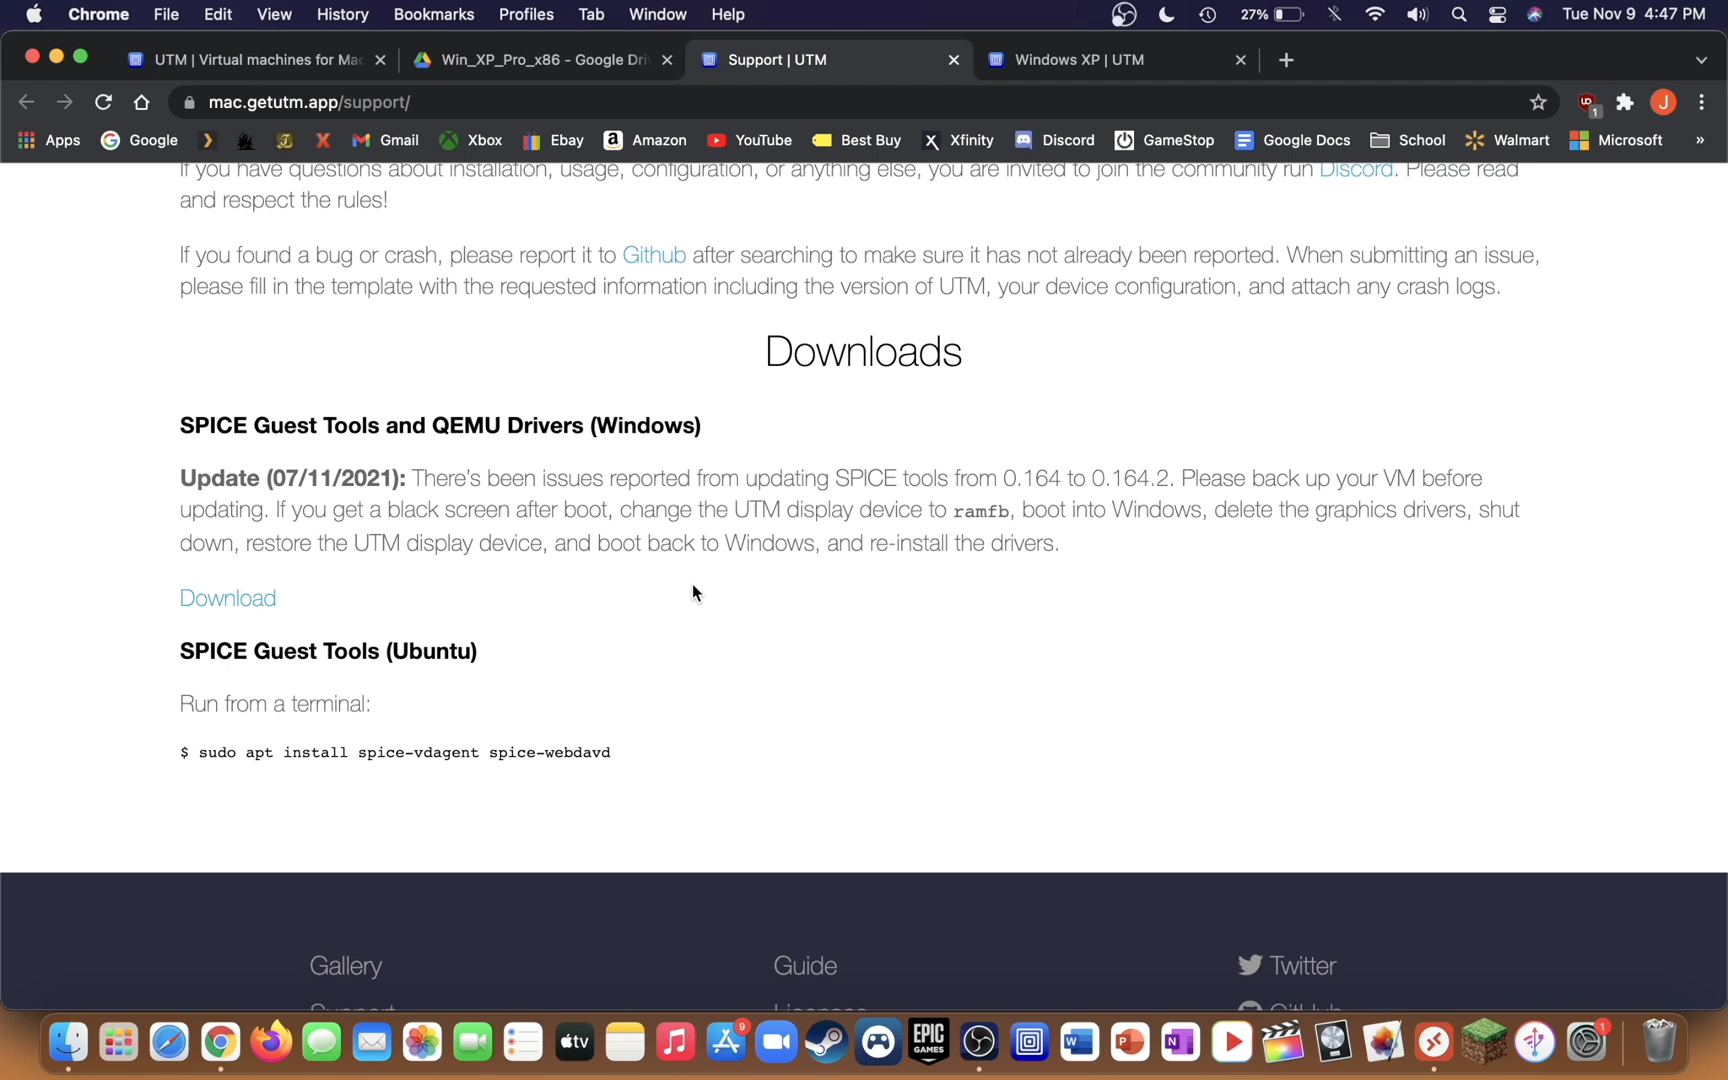 Chrome File Edit View History Bookmarks Profiles Tab Window Help 27% Tue Nov 9 4:47 PM
UTM | Virtual machines for Mac Win_XP_Pro_x86 - Google Dri Support | UTM Windows XP | UTM
mac.getutm.app/support/ 1 J
Apps Google Gmail Xbox Ebay Amazon YouTube Best Buy Xfinity Discord GameStop Google Docs School Walmart Microsoft »
If you have questions about installation, usage, configuration, or anything else, you are invited to join the community run Discord. Please read
and respect the rules!
If you found a bug or crash, please report it to Github after searching to make sure it has not already been reported. When submitting an issue,
please fill in the template with the requested information including the version of UTM, your device configuration, and attach any crash logs.
Downloads
SPICE Guest Tools and QEMU Drivers (Windows)
Update (07/11/2021): There's been issues reported from updating SPICE tools from 0.164 to 0.164.2. Please back up your VM before
updating. If you get a black screen after boot, change the UTM display device to ramfb, boot into Windows, delete the graphics drivers, shut
down, restore the UTM display device, and boot back to Windows, and re-install the drivers.
Download
SPICE Guest Tools (Ubuntu)
Run from a terminal:
$ sudo apt install spice-vdagent spice-webdavd
Gallery Guide Twitter
Support Licenses GitHub
tv 9 EPIC GAMES W P N 1